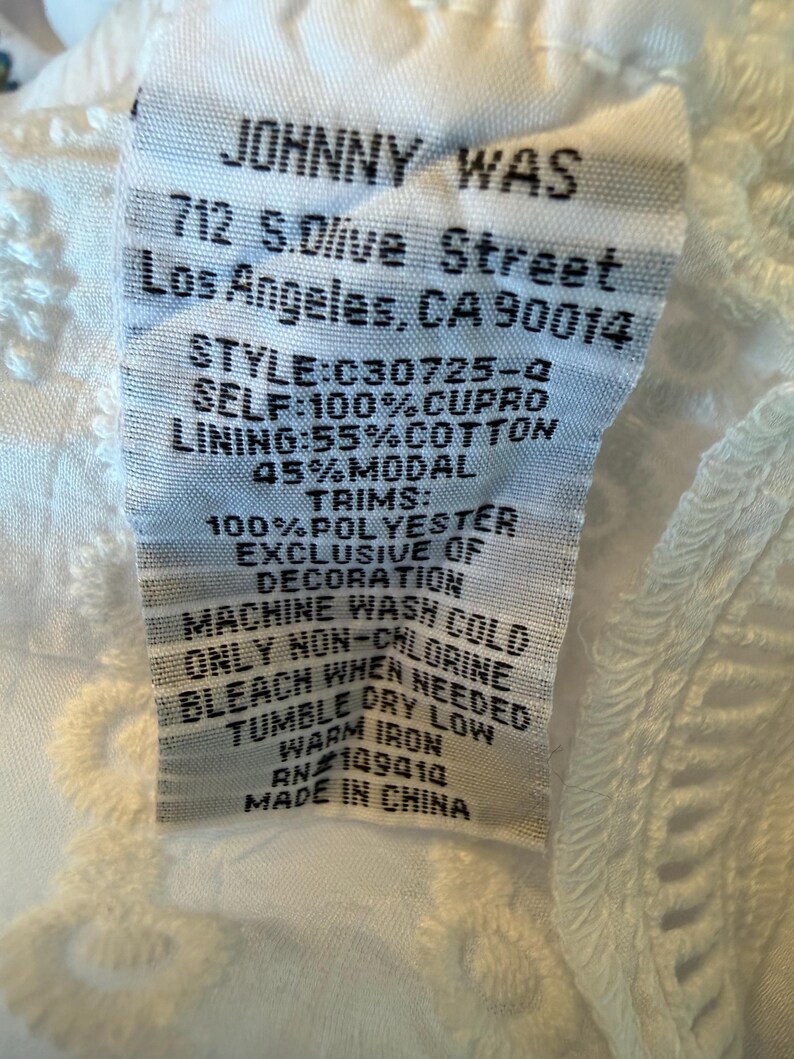 JOHNNY WAS
712 S.Olive Street
Los Angeles, CA 90014
STYLE:C30725-Q
SELF:100%CUPRO
LINING:55%COTTON
45%MODAL
TRIMS:
100%POLYESTER
EXCLUSIVE OF
DECORATION
MACHINE WASH COLD
ONLY NON-CHLORINE
BLEACH WHEN NEEDED
TUMBLE DRY LOW
WARM IRON
RN#109414
MADE IN CHINA